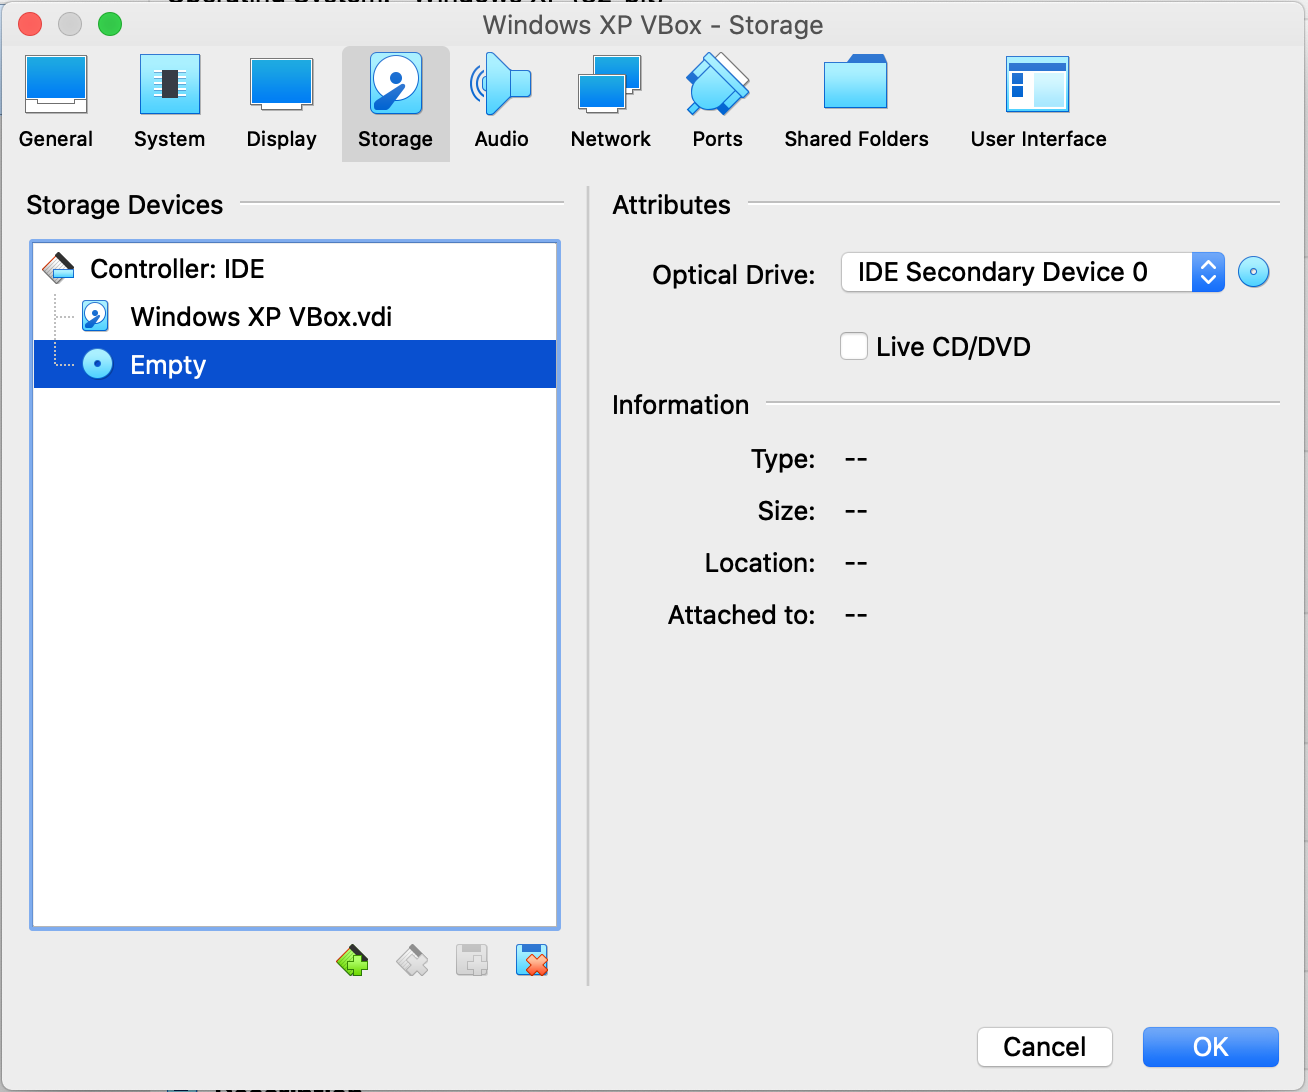 Windows XP VBox - Storage
General System Display Storage Audio Network Ports Shared Folders User Interface
Storage Devices
Controller: IDE
Windows XP VBox.vdi
Empty
Attributes
Optical Drive: IDE Secondary Device 0
Live CD/DVD
Information
Type: --
Size: --
Location: --
Attached to: --
Cancel OK